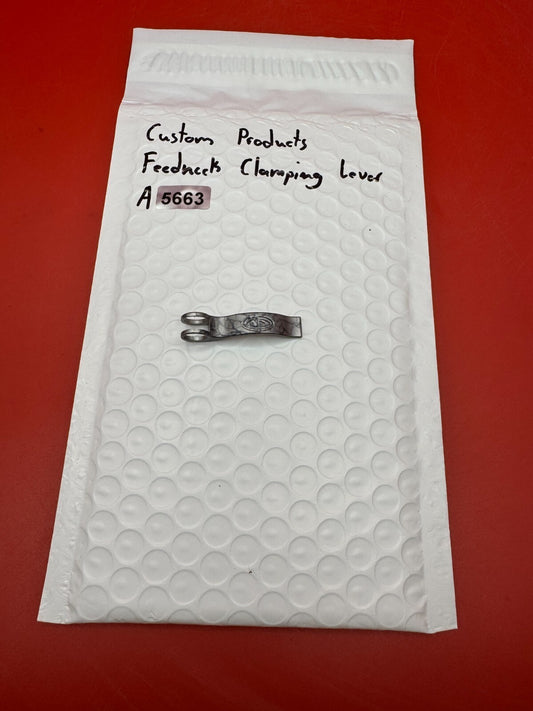 Custom Products
Feedneck Clamping Lever
A 5663